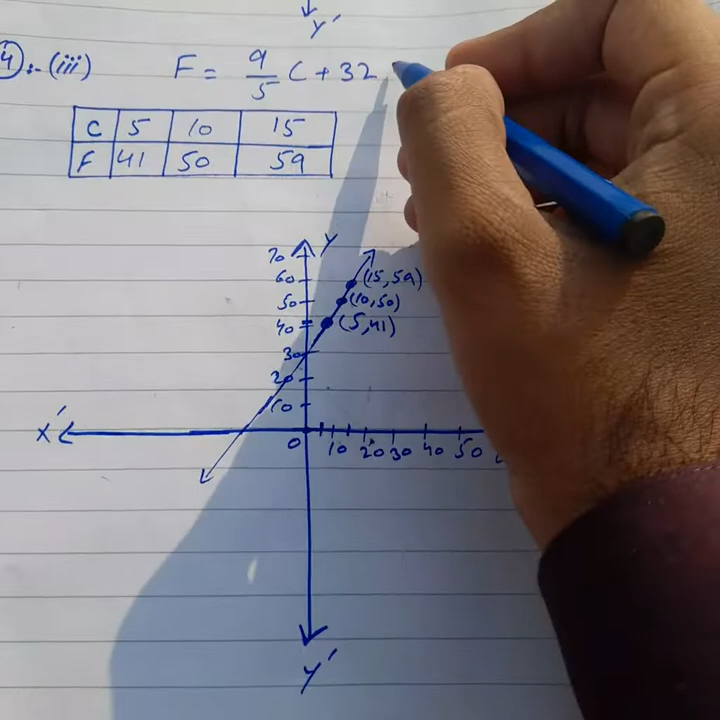 Y'
4:- (iii) F = 9/5 C + 32
C 5 10 15
F 41 50 59
Y
70
60 (15,59)
50 (10,50)
40 (5,41)
30
20
10
X'
0 10 20 30 40 50
Y'